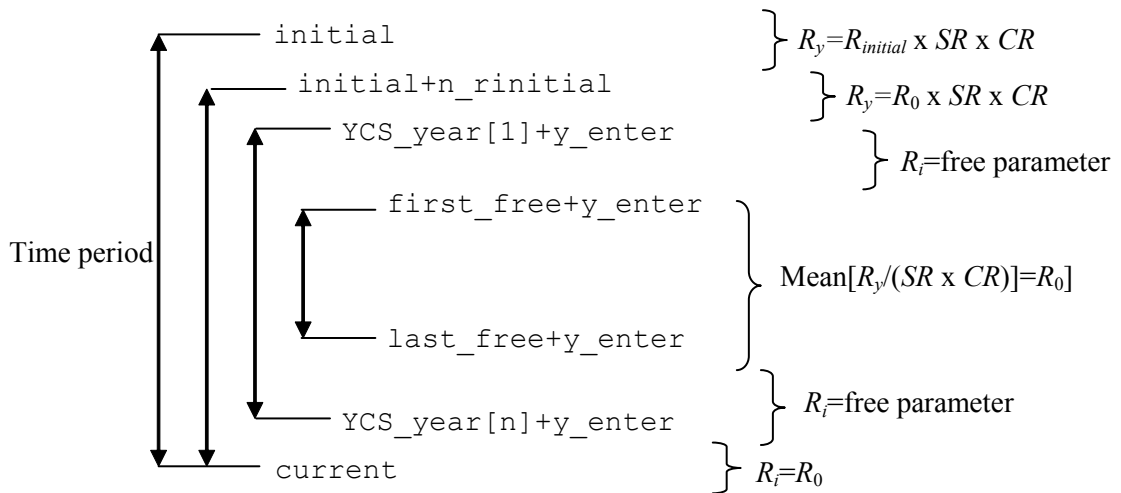 initial
R_y=R_initial x SR x CR
initial+n_rinitial
R_y=R_0 x SR x CR
YCS_year[1]+y_enter
R_i=free parameter
first_free+y_enter
Time period
Mean[R_y/(SR x CR)]=R_0]
last_free+y_enter
R_i=free parameter
YCS_year[n]+y_enter
current
R_i=R_0